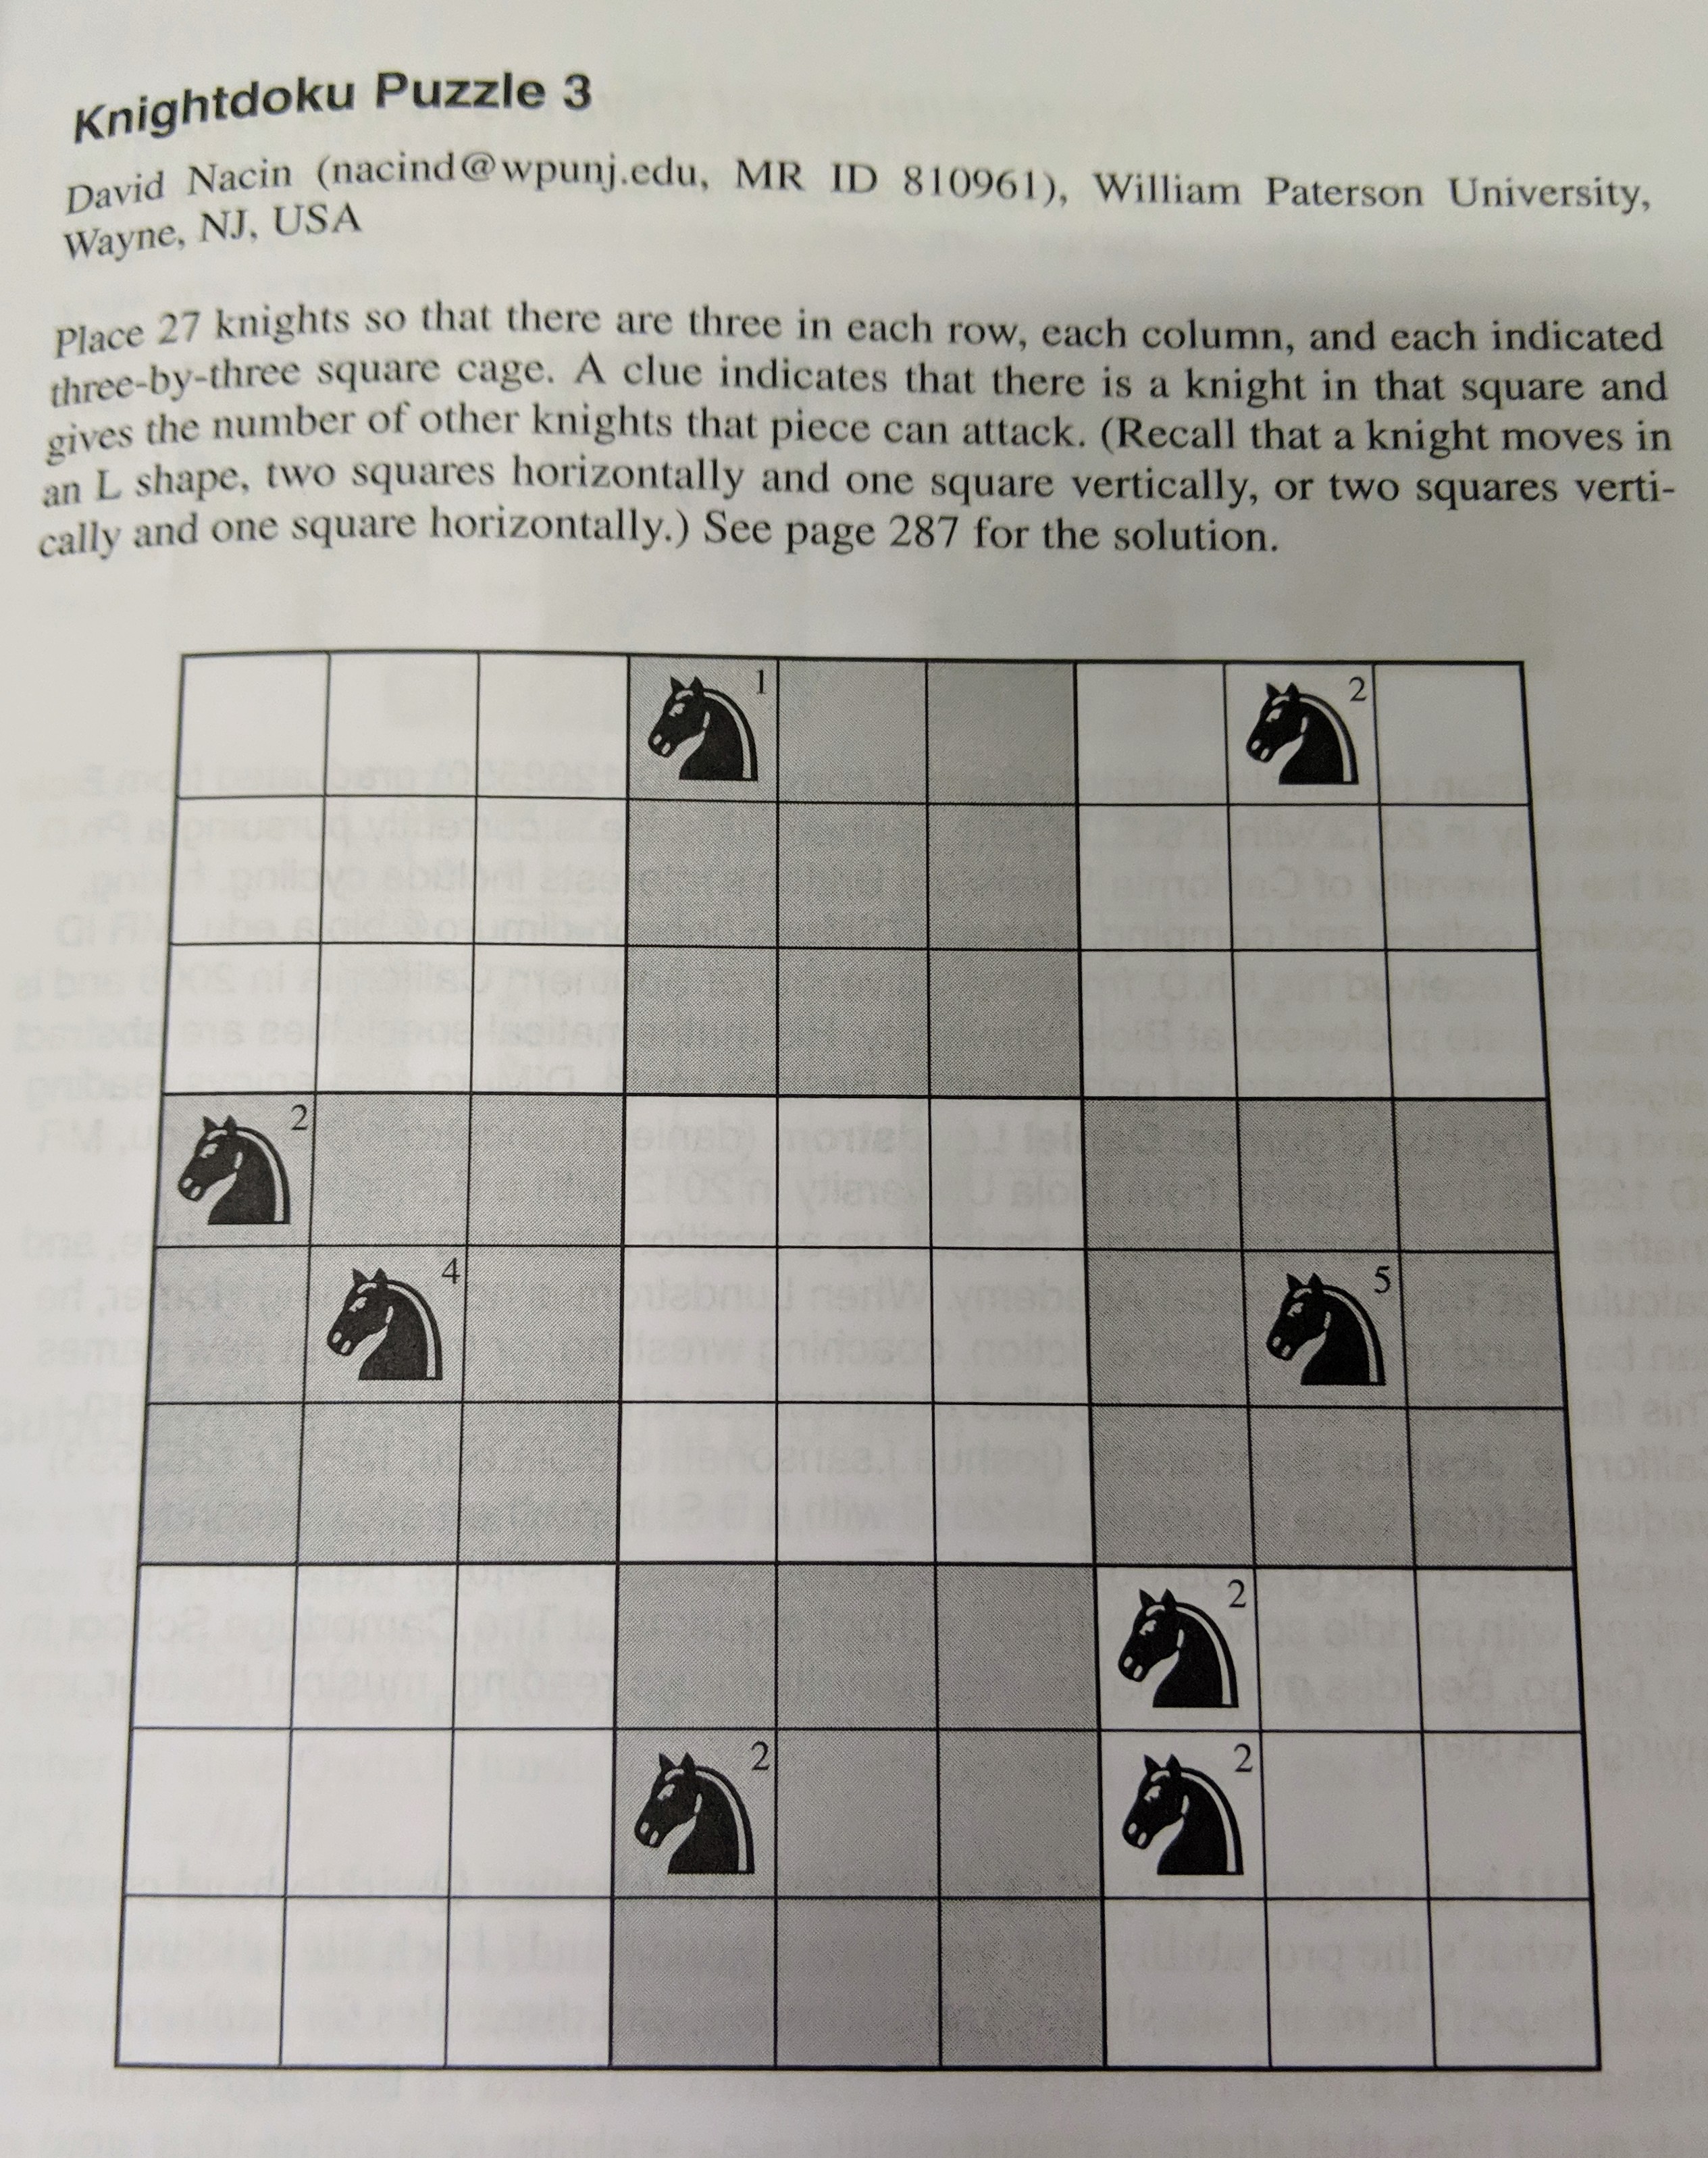 Knightdoku Puzzle 3
David Nacin (nacind@wpunj.edu, MR ID 810961), William Paterson University,
Wayne, NJ, USA
Place 27 knights so that there are three in each row, each column, and each indicated
three-by-three square cage. A clue indicates that there is a knight in that square and
gives the number of other knights that piece can attack. (Recall that a knight moves in
an L shape, two squares horizontally and one square vertically, or two squares verti-
cally and one square horizontally.) See page 287 for the solution.
1 2
2
4 5
2
2 2